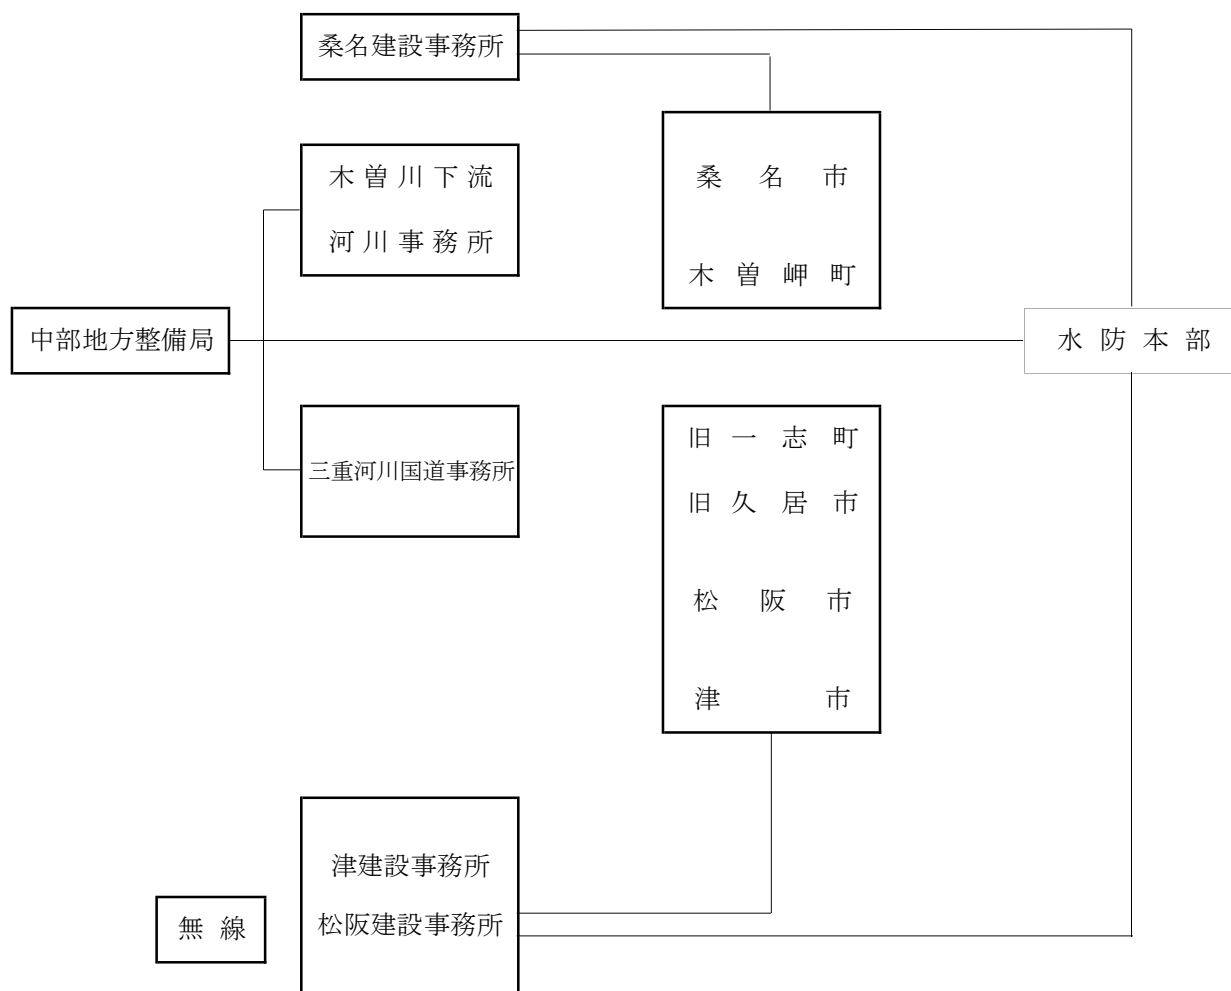 桑名建設事務所
木曽川下流
河川事務所
桑名市
木曽岬町
中部地方整備局
水防本部
三重河川国道事務所
旧一志町
旧久居市
松阪市
津市
津建設事務所
松阪建設事務所
無線